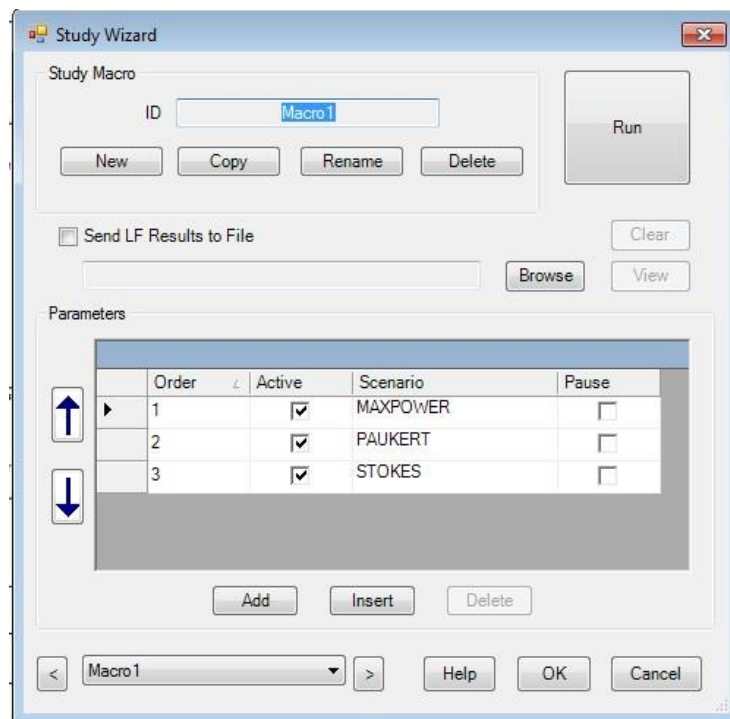 Study Wizard
Study Macro
ID Macro1
Run
New Copy Rename Delete
Send LF Results to File
Clear
Browse View
Parameters
Order Active Scenario Pause
1 MAXPOWER
2 PAUKERT
3 STOKES
Add Insert Delete
< Macro1 > Help OK Cancel